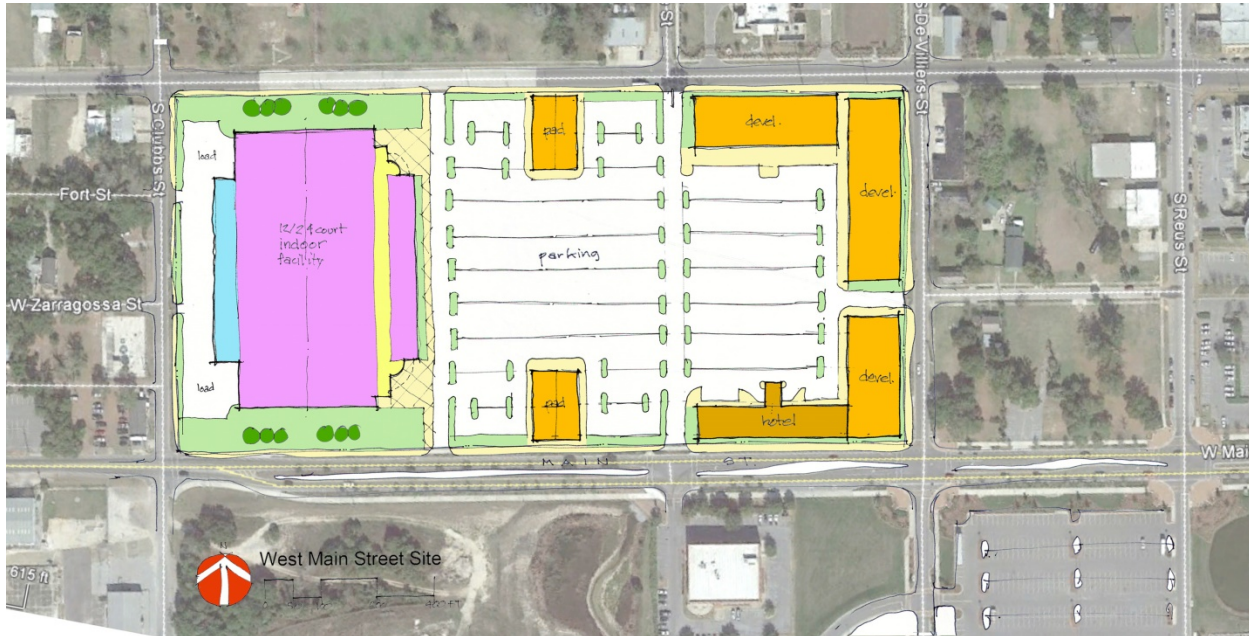 St
S De Villiers St
S Clubbs St
load
pad
devel.
Fort St
devel.
S Reus St
12/24 court
indoor
facility
parking
W Zarragossa St
load
pad
devel.
hotel
MAIN ST.
W Mai
West Main Street Site
615 ft